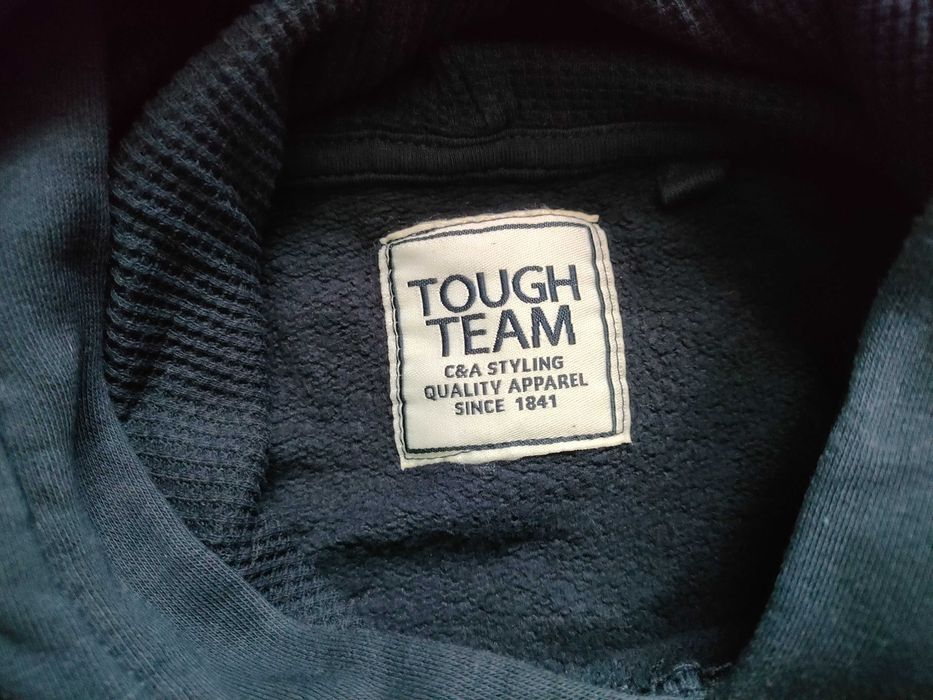 TOUGH
TEAM
C&A STYLING
QUALITY APPAREL
SINCE 1841